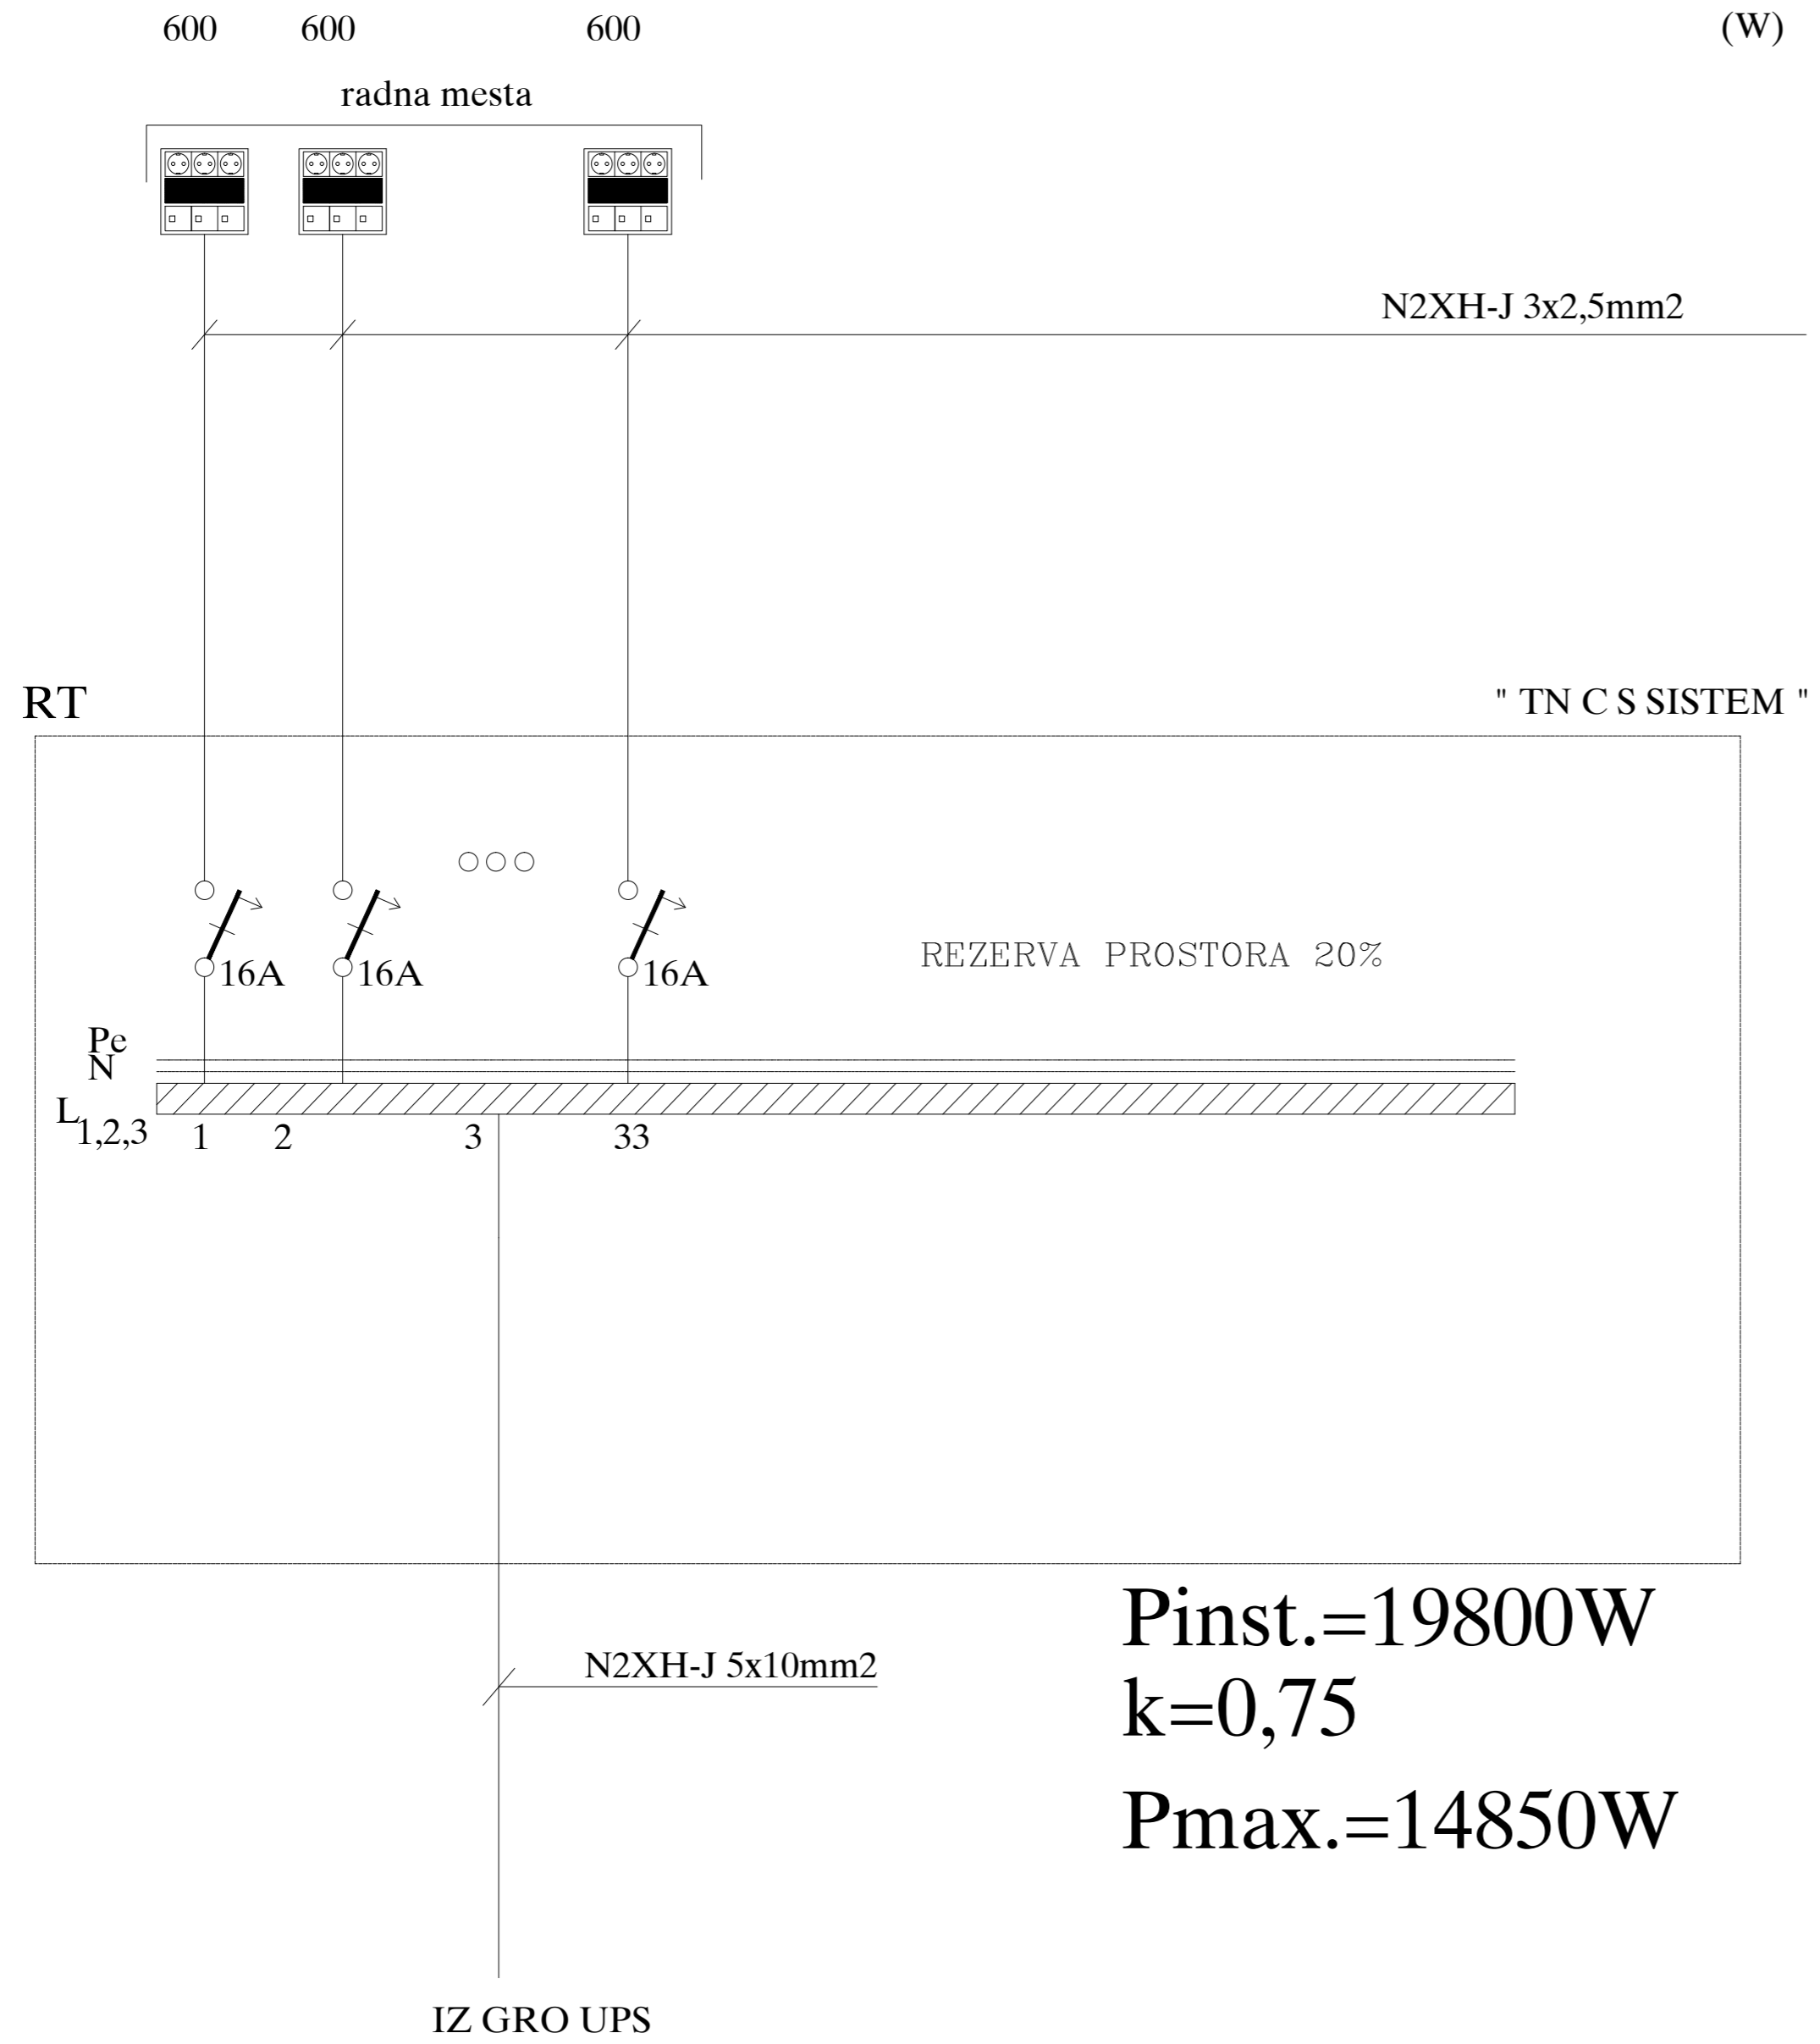 600 600 600 (W)
radna mesta
N2XH-J 3x2,5mm2
RT " TN C S SISTEM "
16A 16A 16A
REZERVA PROSTORA 20%
Pe
N
L1,2,3
1 2 3 33
Pinst.=19800W
N2XH-J 5x10mm2
k=0,75
Pmax.=14850W
IZ GRO UPS